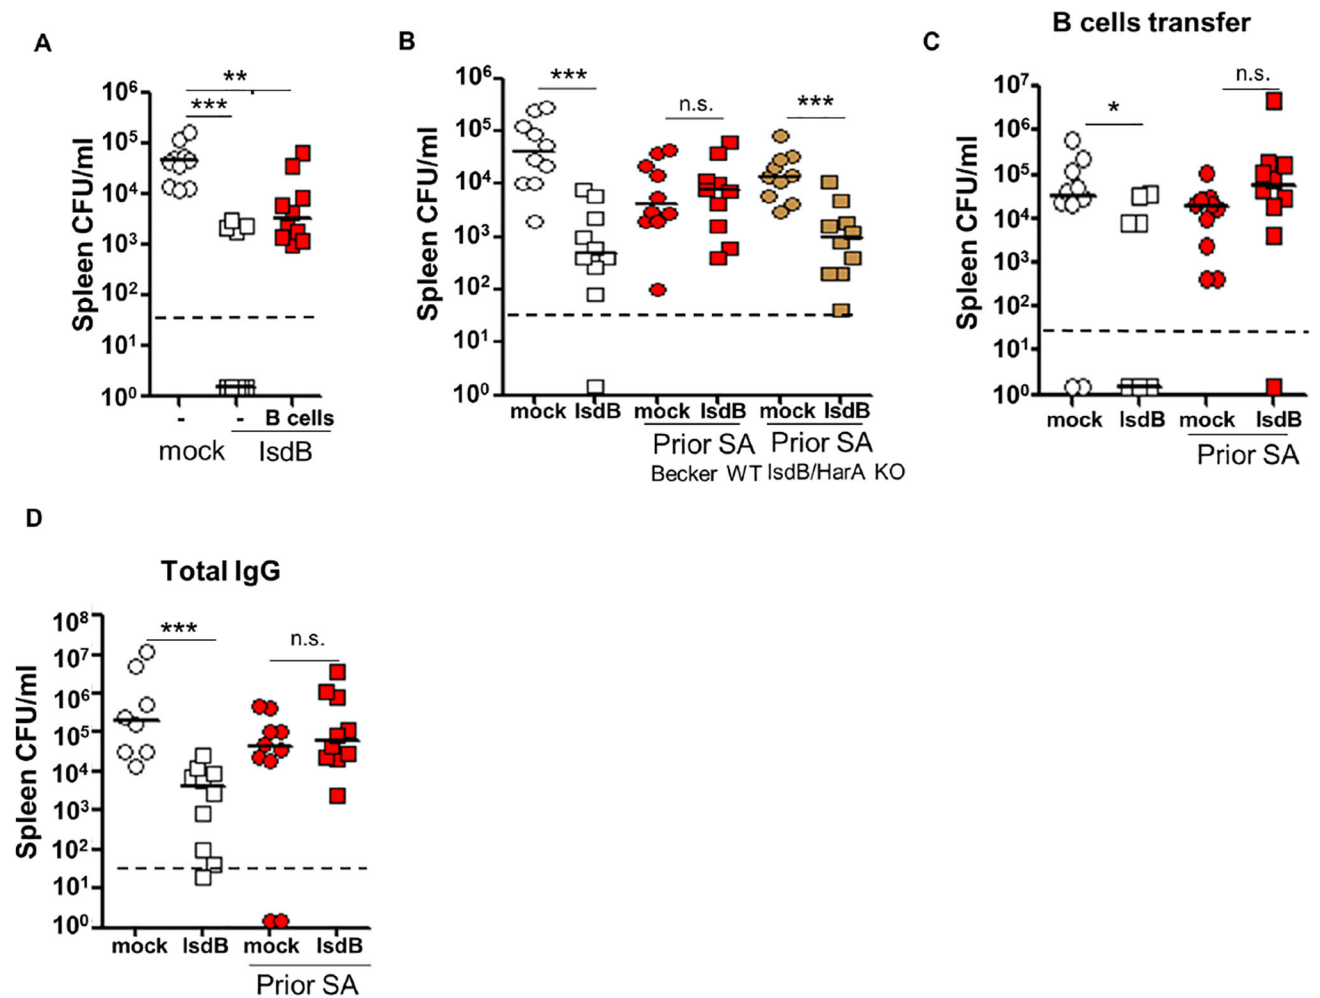 A
Spleen CFU/ml
10⁶
10⁵
10⁴
10³
10²
10¹
10⁰
**
***
- - B cells
mock IsdB
B
Spleen CFU/ml
10⁶
10⁵
10⁴
10³
10²
10¹
10⁰
*** n.s. ***
mock IsdB mock IsdB mock IsdB
Prior SA Prior SA
Becker WT IsdB/HarA KO
C
B cells transfer
Spleen CFU/ml
10⁷
10⁶
10⁵
10⁴
10³
10²
10¹
10⁰
* n.s.
mock IsdB mock IsdB
Prior SA
D
Total IgG
Spleen CFU/ml
10⁸
10⁷
10⁶
10⁵
10⁴
10³
10²
10¹
10⁰
*** n.s.
mock IsdB mock IsdB
Prior SA